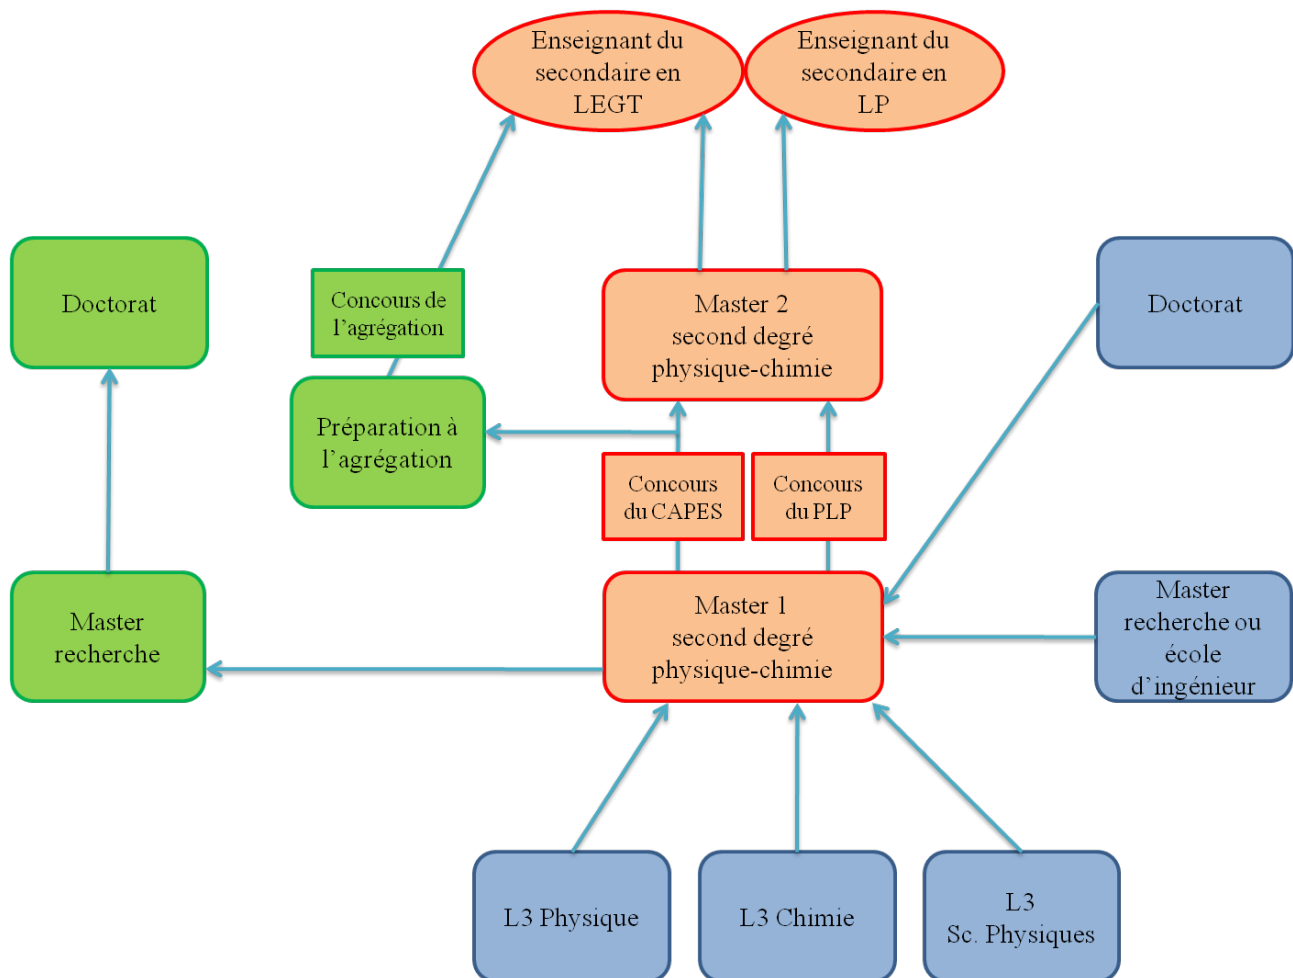 Enseignant du
secondaire en
LEGT
Enseignant du
secondaire en
LP
Doctorat
Concours de
l’agrégation
Master 2
second degré
physique-chimie
Doctorat
Préparation à
l’agrégation
Concours
du CAPES
Concours
du PLP
Master
recherche
Master 1
second degré
physique-chimie
Master
recherche ou
école
d’ingénieur
L3 Physique
L3 Chimie
L3
Sc. Physiques